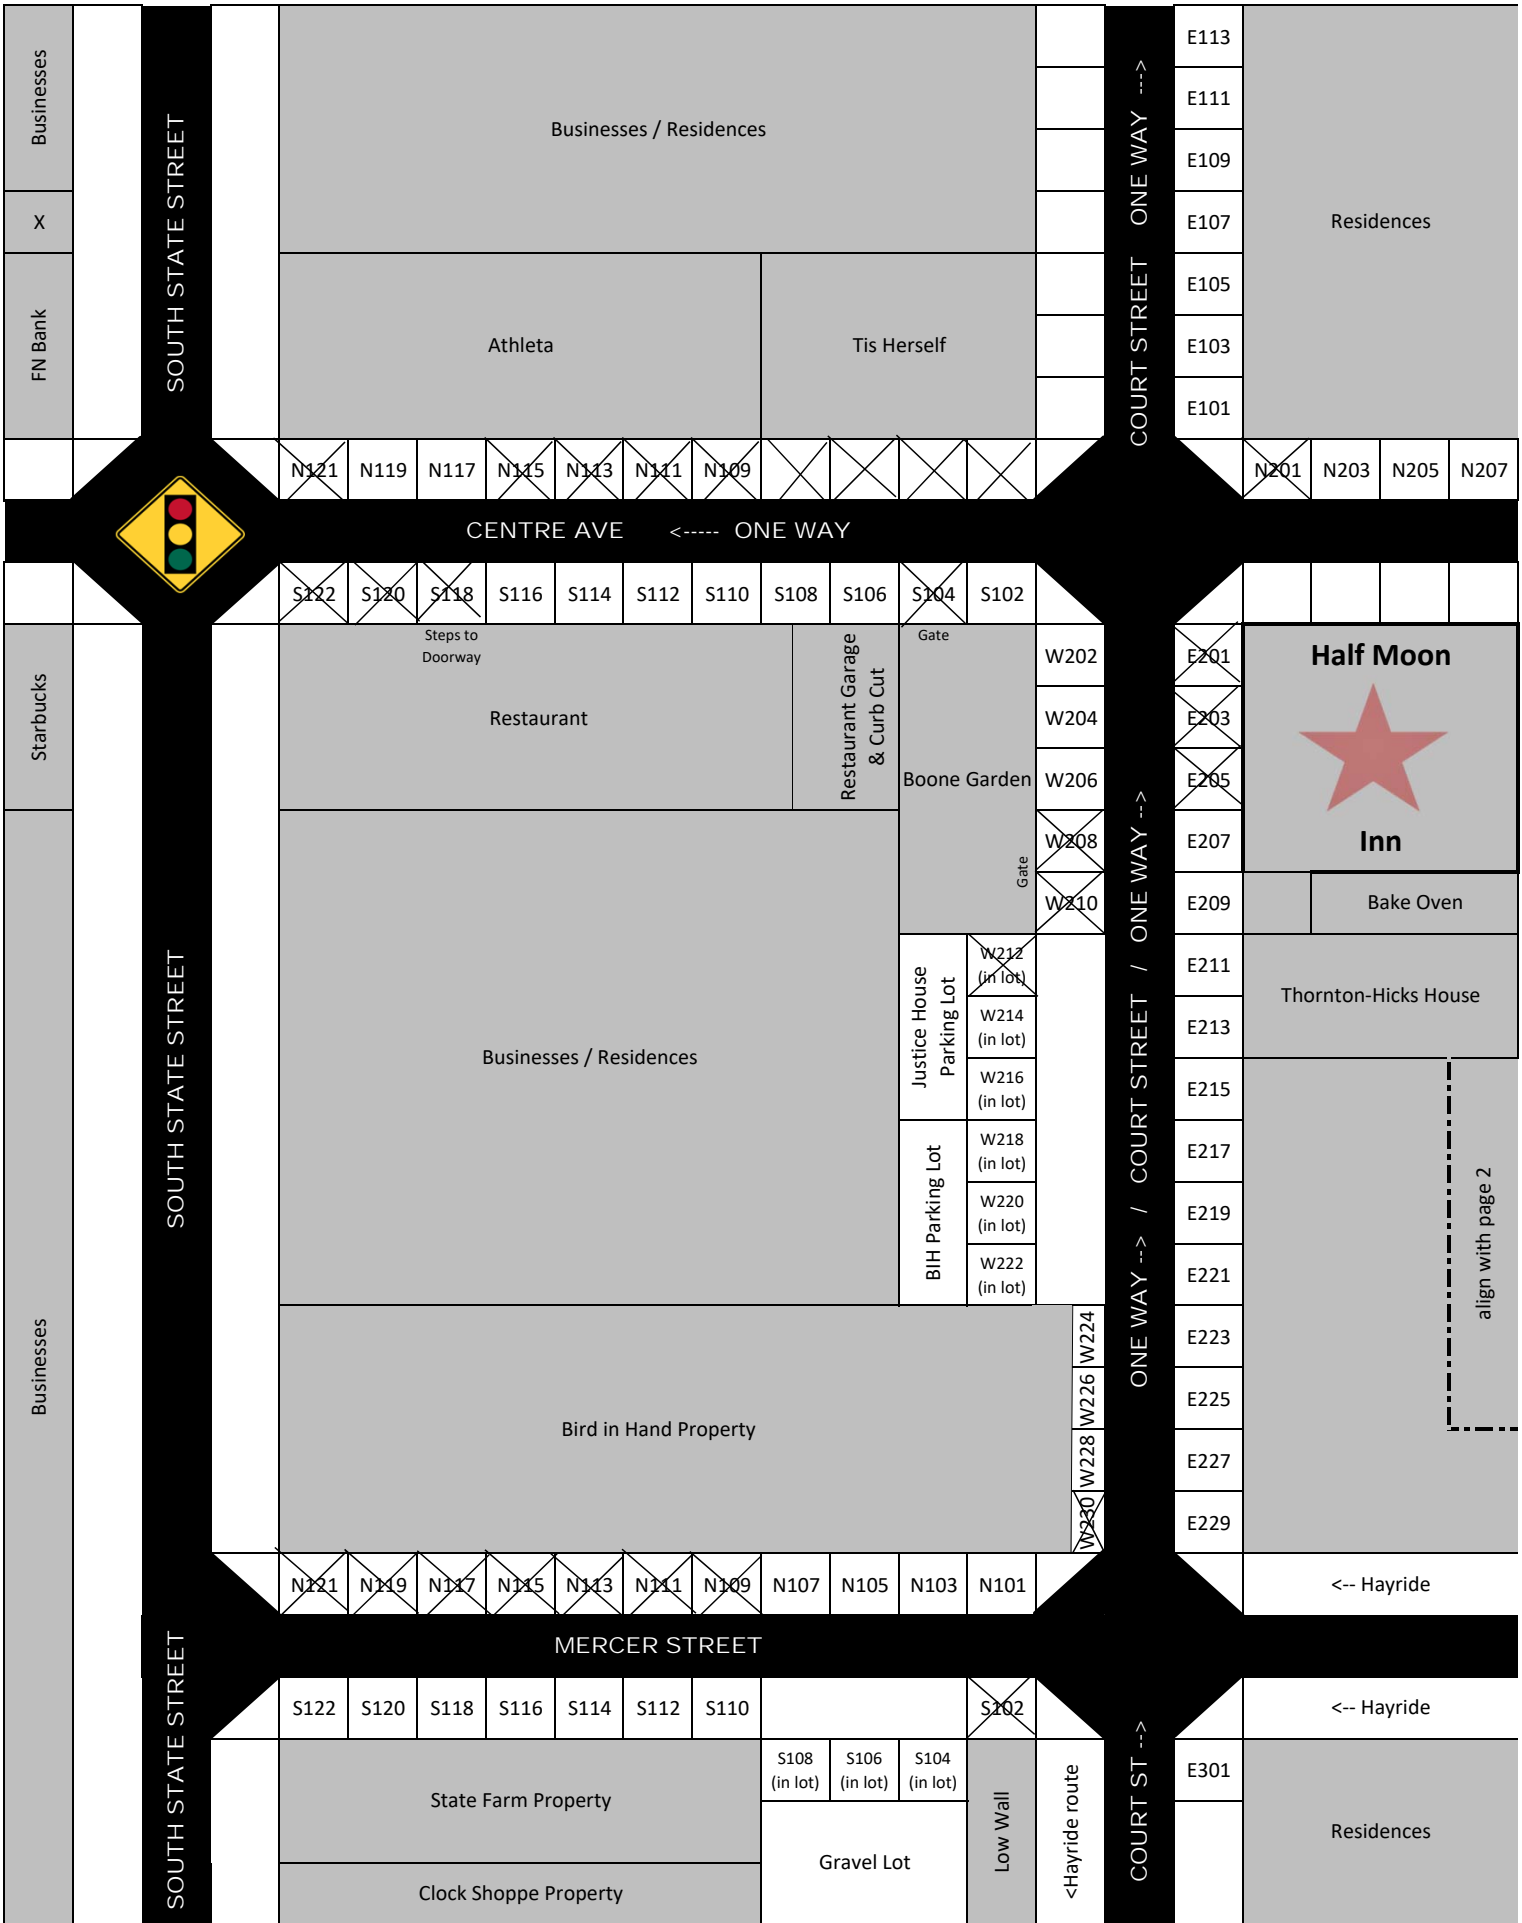 Businesses
X
FN Bank
SOUTH STATE STREET
Businesses / Residences
Athleta
Tis Herself
COURT STREET ONE WAY --->
E113
E111
E109
E107
E105
E103
E101
Residences
N121 N119 N117 N115 N113 N111 N109
N201 N203 N205 N207
CENTRE AVE <----- ONE WAY
S122 S120 S118 S116 S114 S112 S110 S108 S106 S104 S102
Starbucks
Businesses
SOUTH STATE STREET
Steps to
Doorway
Restaurant
Restaurant Garage
& Curb Cut
Gate
Boone Garden
Gate
W202
W204
W206
W208
W210
Businesses / Residences
Justice House
Parking Lot
W212
(in lot)
W214
(in lot)
W216
(in lot)
BIH Parking Lot
W218
(in lot)
W220
(in lot)
W222
(in lot)
Bird in Hand Property
W224
W226
W228
W230
ONE WAY --> / COURT STREET / ONE WAY -->
E201
E203
E205
E207
E209
E211
E213
E215
E217
E219
E221
E223
E225
E227
E229
Half Moon
Inn
Bake Oven
Thornton-Hicks House
align with page 2
N121 N119 N117 N115 N113 N111 N109 N107 N105 N103 N101
<-- Hayride
MERCER STREET
S122 S120 S118 S116 S114 S112 S110 S102
<-- Hayride
SOUTH STATE STREET
State Farm Property
Clock Shoppe Property
S108
(in lot)
S106
(in lot)
S104
(in lot)
Gravel Lot
Low Wall
<Hayride route
COURT ST --->
E301
Residences